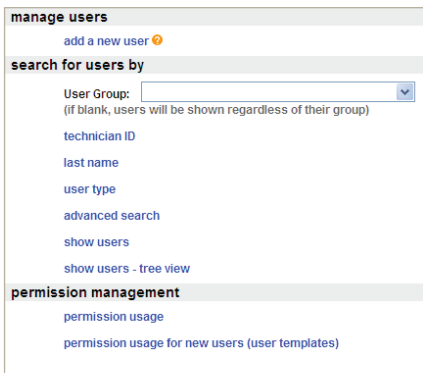 manage users
add a new user ?
search for users by
User Group:
(if blank, users will be shown regardless of their group)
technician ID
last name
user type
advanced search
show users
show users - tree view
permission management
permission usage
permission usage for new users (user templates)